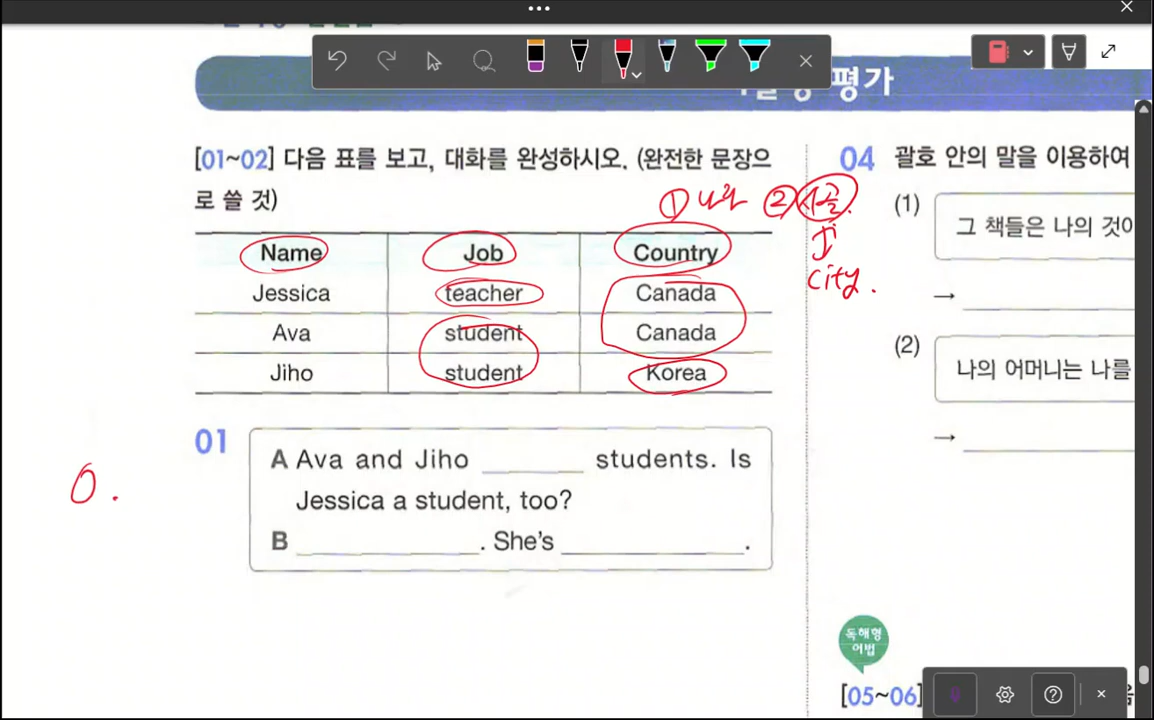 평가
[01~02] 다음 표를 보고, 대화를 완성하시오. (완전한 문장으
로 쓸 것)
① 나라 ② 시골.
↕
city.
Name Job Country
Jessica teacher Canada
Ava student Canada
Jiho student Korea
01
A Ava and Jiho ________ students. Is
Jessica a student, too?
B ______________. She's ______________.
0.
04 괄호 안의 말을 이용하여
(1)
그 책들은 나의 것이
→
(2)
나의 어머니는 나를
→
독해형
어법
[05~06]